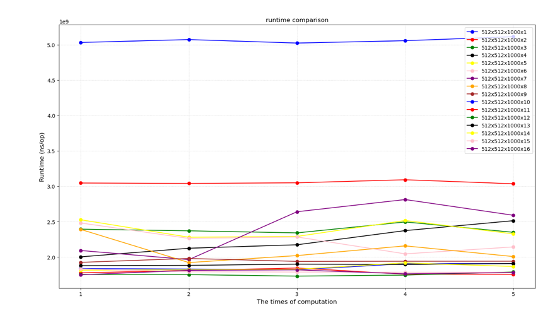 runtime comparison
1e9
5.0
4.5
4.0
3.5
3.0
2.5
2.0
Runtime (ns/op)
1 2 3 4 5
The times of computation
512x512x1000x1
512x512x1000x2
512x512x1000x3
512x512x1000x4
512x512x1000x5
512x512x1000x6
512x512x1000x7
512x512x1000x8
512x512x1000x9
512x512x1000x10
512x512x1000x11
512x512x1000x12
512x512x1000x13
512x512x1000x14
512x512x1000x15
512x512x1000x16